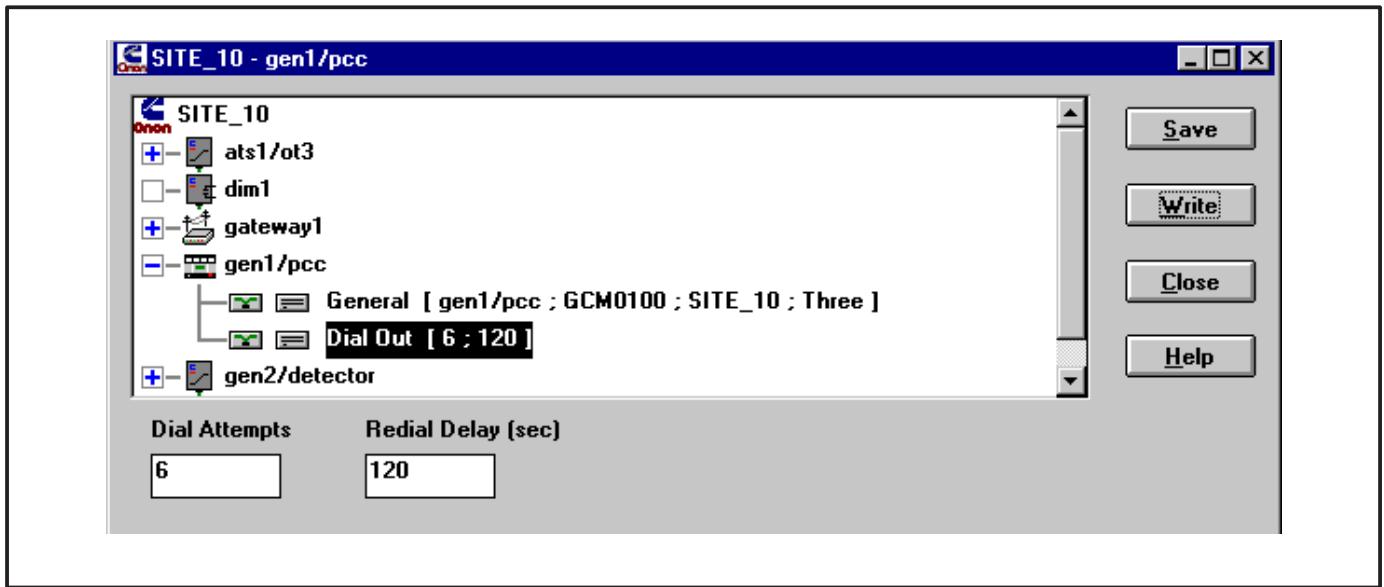 SITE_10 - gen1/pcc
SITE_10
Onan
ats1/ot3
dim1
gateway1
gen1/pcc
General [ gen1/pcc ; GCM0100 ; SITE_10 ; Three ]
Dial Out [ 6 ; 120 ]
gen2/detector
Save
Write
Close
Help
Dial Attempts Redial Delay (sec)
6 120